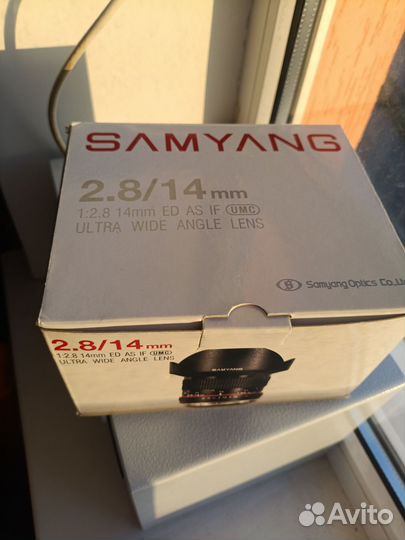 SAMYANG
2.8/14mm
1:2.8 14mm ED AS IF UMC
ULTRA WIDE ANGLE LENS
Samyang Optics Co.,
2.8/14mm
1:2.8 14mm ED AS IF UMC
ULTRA WIDE ANGLE LENS
SAMYANG
Avito